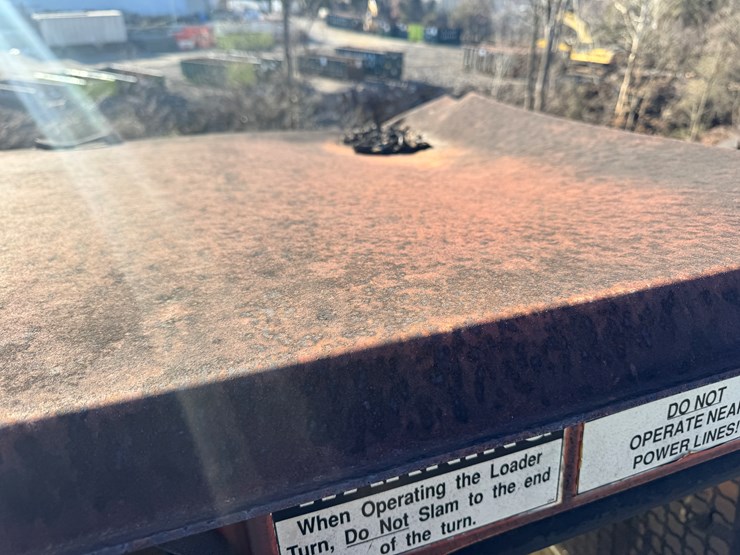 When Operating the Loader
Turn, Do Not Slam to the end
of the turn.
DO NOT
OPERATE NEAR
POWER LINES!